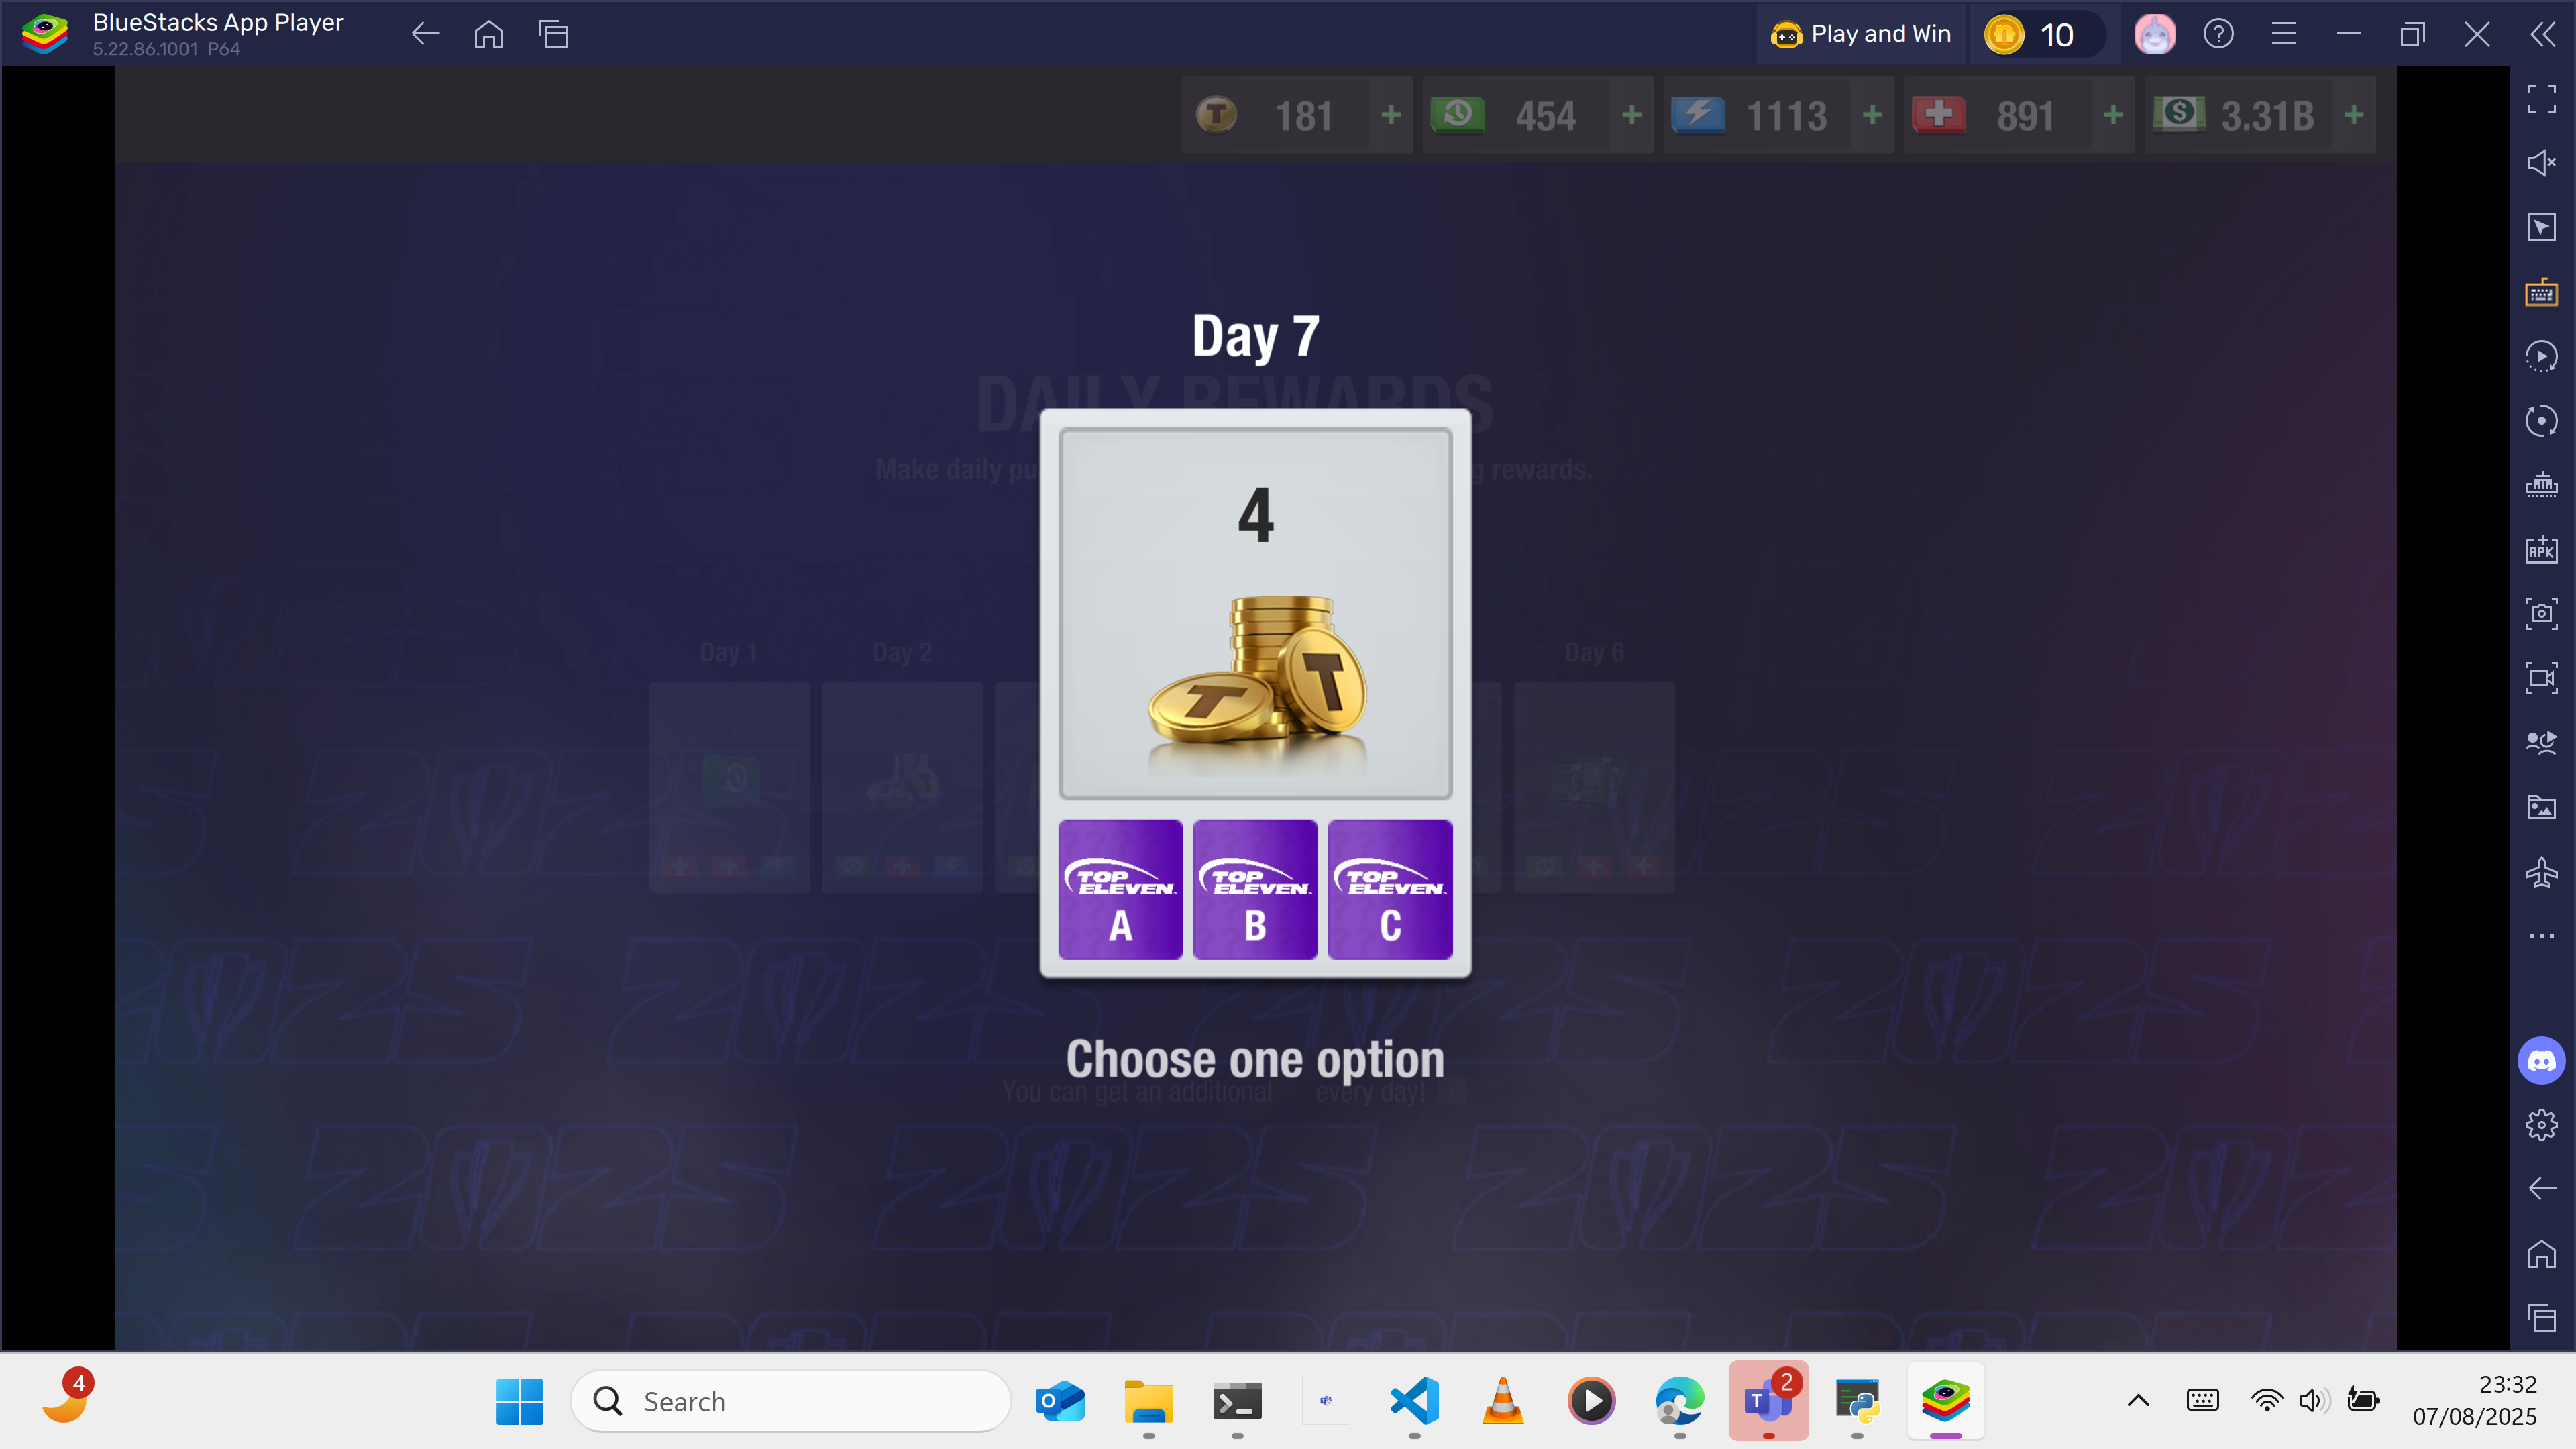 BlueStacks App Player
5.22.86.1001 P64
Play and Win
10
181
454
1113
891
3.31B
Day 7
DAILY REWARDS
Make daily pu
g rewards.
4
Day 1
Day 2
Day 6
TOP ELEVEN A
TOP ELEVEN B
TOP ELEVEN C
Choose one option
You can get an additional every day!
2025
4
Search
2
23:32
07/08/2025